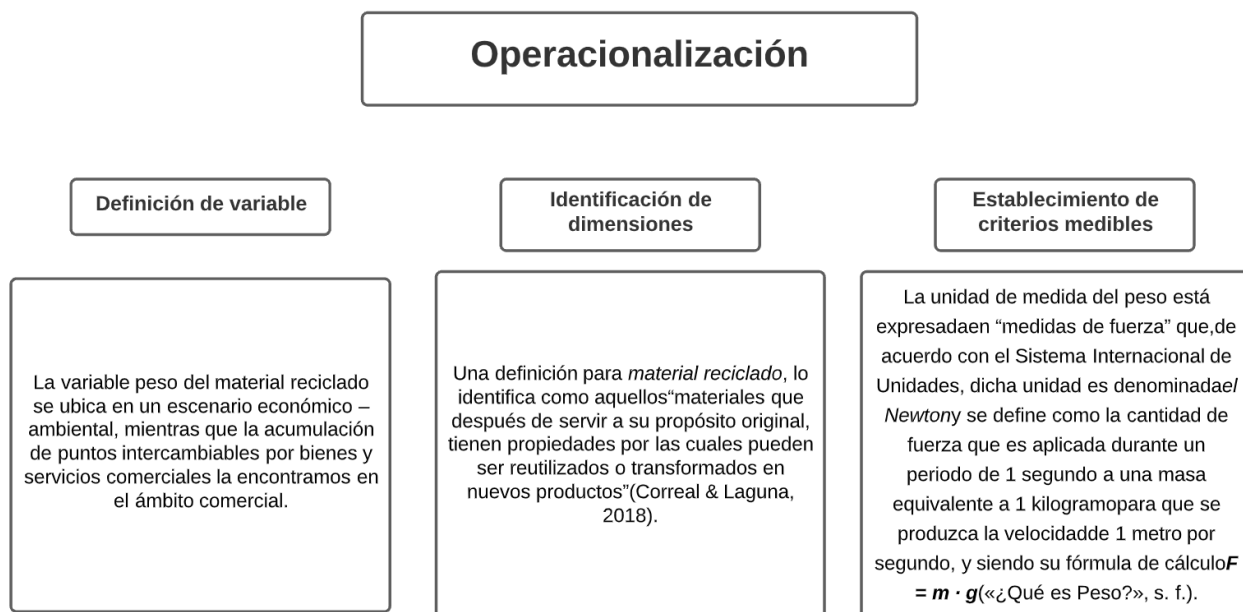 Operacionalización
Definición de variable
La variable peso del material reciclado
se ubica en un escenario económico –
ambiental, mientras que la acumulación
de puntos intercambiables por bienes y
servicios comerciales la encontramos en
el ámbito comercial.
Identificación de
dimensiones
Una definición para material reciclado, lo
identifica como aquellos“materiales que
después de servir a su propósito original,
tienen propiedades por las cuales pueden
ser reutilizados o transformados en
nuevos productos”(Correal & Laguna,
2018).
Establecimiento de
criterios medibles
La unidad de medida del peso está
expresadaen “medidas de fuerza” que,de
acuerdo con el Sistema Internacional de
Unidades, dicha unidad es denominadael
Newtony se define como la cantidad de
fuerza que es aplicada durante un
periodo de 1 segundo a una masa
equivalente a 1 kilogramopara que se
produzca la velocidadde 1 metro por
segundo, y siendo su fórmula de cálculoF
= m · g(«¿Qué es Peso?», s. f.).